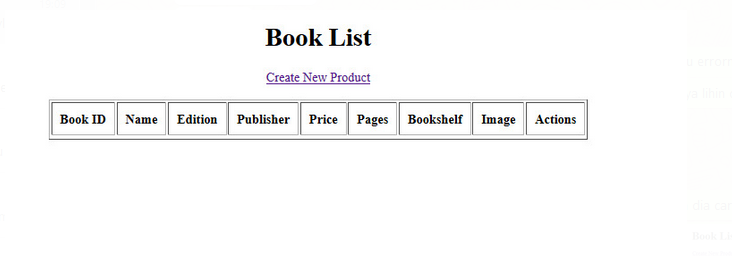 Book List
Create New Product
Book ID Name Edition Publisher Price Pages Bookshelf Image Actions